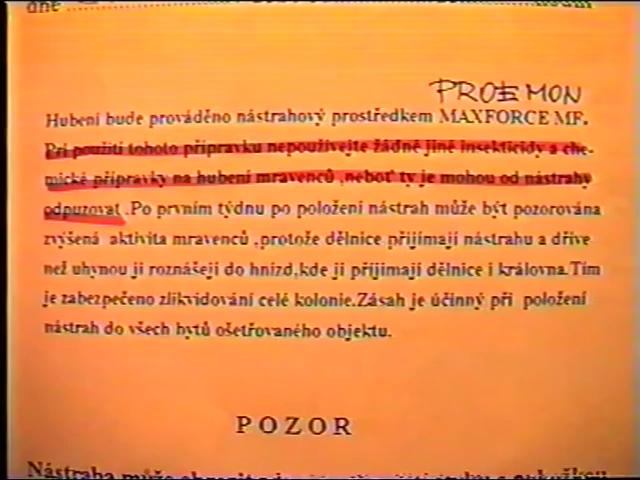 dne
PROEMON
Hubení bude prováděno nástrahový prostředkem MAXFORCE MF.
Při použití tohoto přípravku nepoužívejte žádné jiné insekticidy a che-
mické přípravky na hubení mravenců ,neboť ty je mohou od nástrahy
odpuzovat .Po prvním týdnu po položení nástrah může být pozorována
zvýšená aktivita mravenců ,protože dělnice přijímají nástrahu a dříve
než uhynou ji roznášejí do hnízd,kde ji přijímají dělnice i královna.Tím
je zabezpečeno zlikvidování celé kolonie.Zásah je účinný při položení
nástrah do všech bytů ošetřovaného objektu.
POZOR
Nástraha může